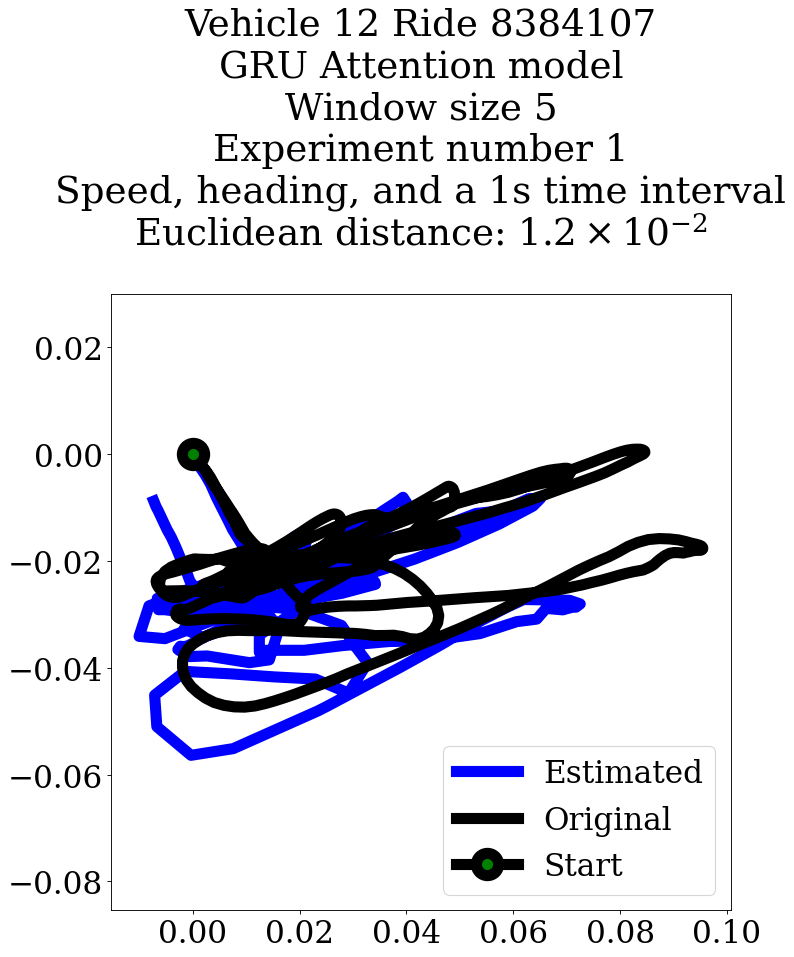 Vehicle 12 Ride 8384107
GRU Attention model
Window size 5
Experiment number 1
Speed, heading, and a 1s time interval
Euclidean distance: 1.2 × 10⁻²
0.02
0.00
−0.02
−0.04
−0.06
−0.08
Estimated
Original
Start
0.00 0.02 0.04 0.06 0.08 0.10